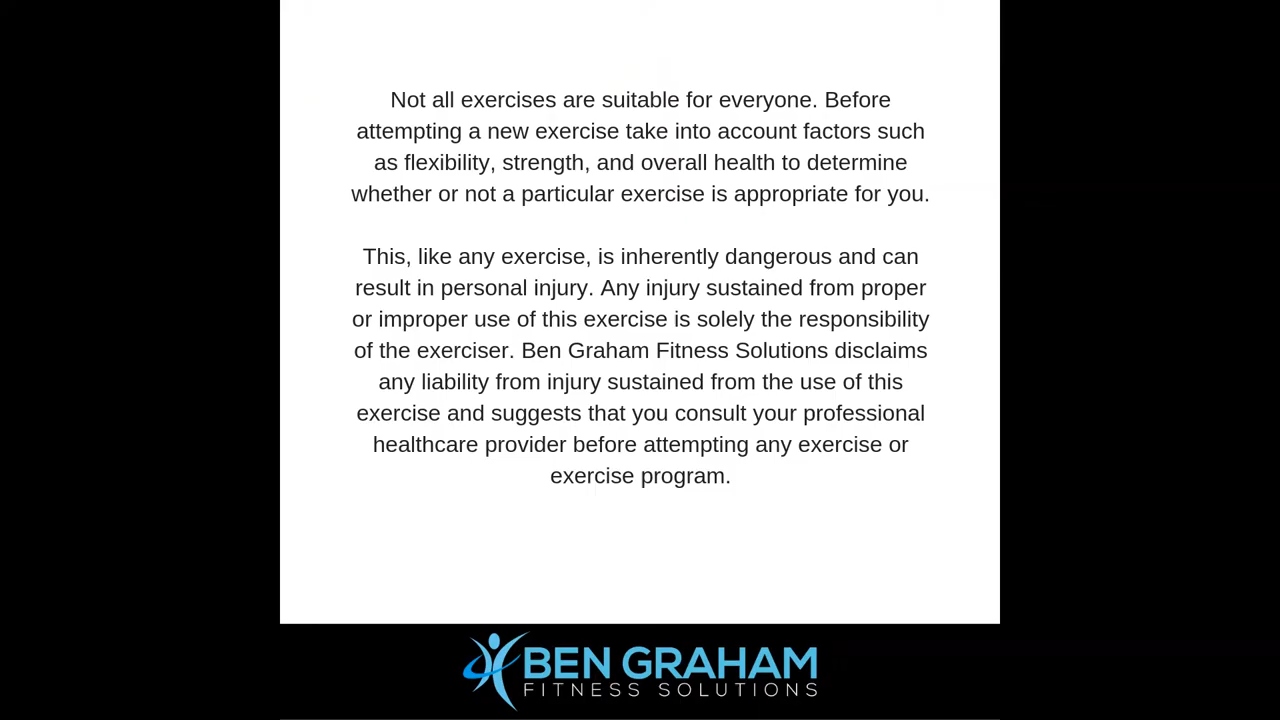 Not all exercises are suitable for everyone. Before
attempting a new exercise take into account factors such
as flexibility, strength, and overall health to determine
whether or not a particular exercise is appropriate for you.
This, like any exercise, is inherently dangerous and can
result in personal injury. Any injury sustained from proper
or improper use of this exercise is solely the responsibility
of the exerciser. Ben Graham Fitness Solutions disclaims
any liability from injury sustained from the use of this
exercise and suggests that you consult your professional
healthcare provider before attempting any exercise or
exercise program.
BEN GRAHAM
FITNESS SOLUTIONS